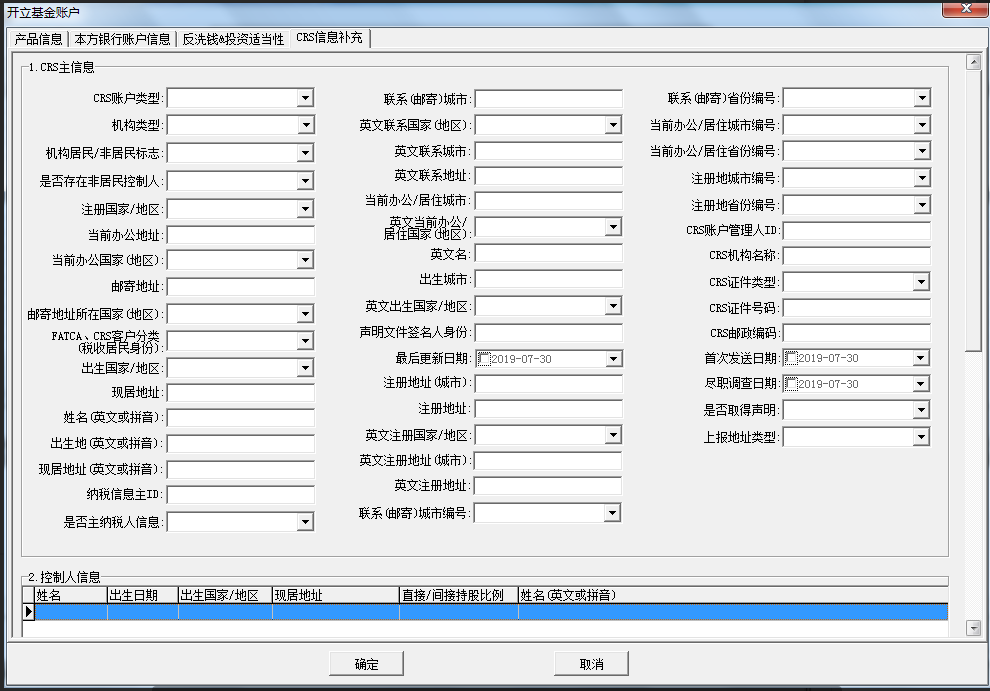 开立基金账户
产品信息 本方银行账户信息 反洗钱&投资适当性 CRS信息补充
1.CRS主信息
CRS账户类型:
机构类型:
机构居民/非居民标志:
是否存在非居民控制人:
注册国家/地区:
当前办公地址:
当前办公国家(地区):
邮寄地址:
邮寄地址所在国家(地区):
FATCA、CRS客户分类
(税收居民身份):
出生国家/地区:
现居地址:
姓名(英文或拼音):
出生地(英文或拼音):
现居地址(英文或拼音):
纳税信息主ID:
是否主纳税人信息:
联系(邮寄)城市:
英文联系国家(地区):
英文联系城市:
英文联系地址:
当前办公/居住城市:
英文当前办公/
居住国家(地区):
英文名:
出生城市:
英文出生国家/地区:
声明文件签名人身份:
最后更新日期: 2019-07-30
注册地址(城市):
注册地址:
英文注册国家/地区:
英文注册地址(城市):
英文注册地址:
联系(邮寄)城市编号:
联系(邮寄)省份编号:
当前办公/居住城市编号:
当前办公/居住省份编号:
注册地城市编号:
注册地省份编号:
CRS账户管理人ID:
CRS机构名称:
CRS证件类型:
CRS证件号码:
CRS邮政编码:
首次发送日期: 2019-07-30
尽职调查日期: 2019-07-30
是否取得声明:
上报地址类型:
2.控制人信息
姓名 出生日期 出生国家/地区 现居地址 直接/间接持股比例 姓名(英文或拼音)
确定 取消